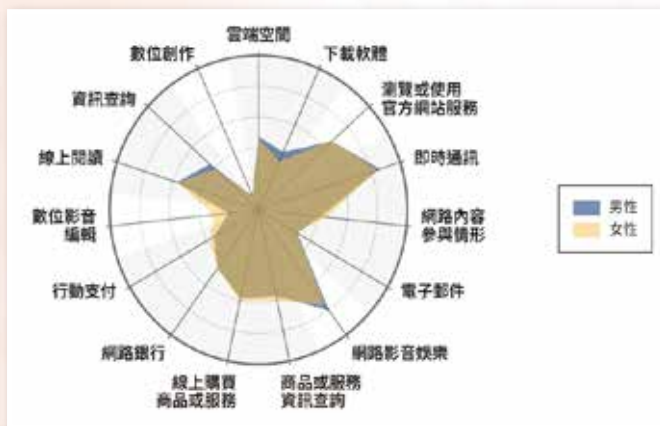 雲端空間
下載軟體
瀏覽或使用
官方網站服務
即時通訊
網路內容
參與情形
電子郵件
網路影音娛樂
商品或服務
資訊查詢
線上購買
商品或服務
網路銀行
行動支付
數位影音
編輯
線上閱讀
資訊查詢
數位創作
男性
女性